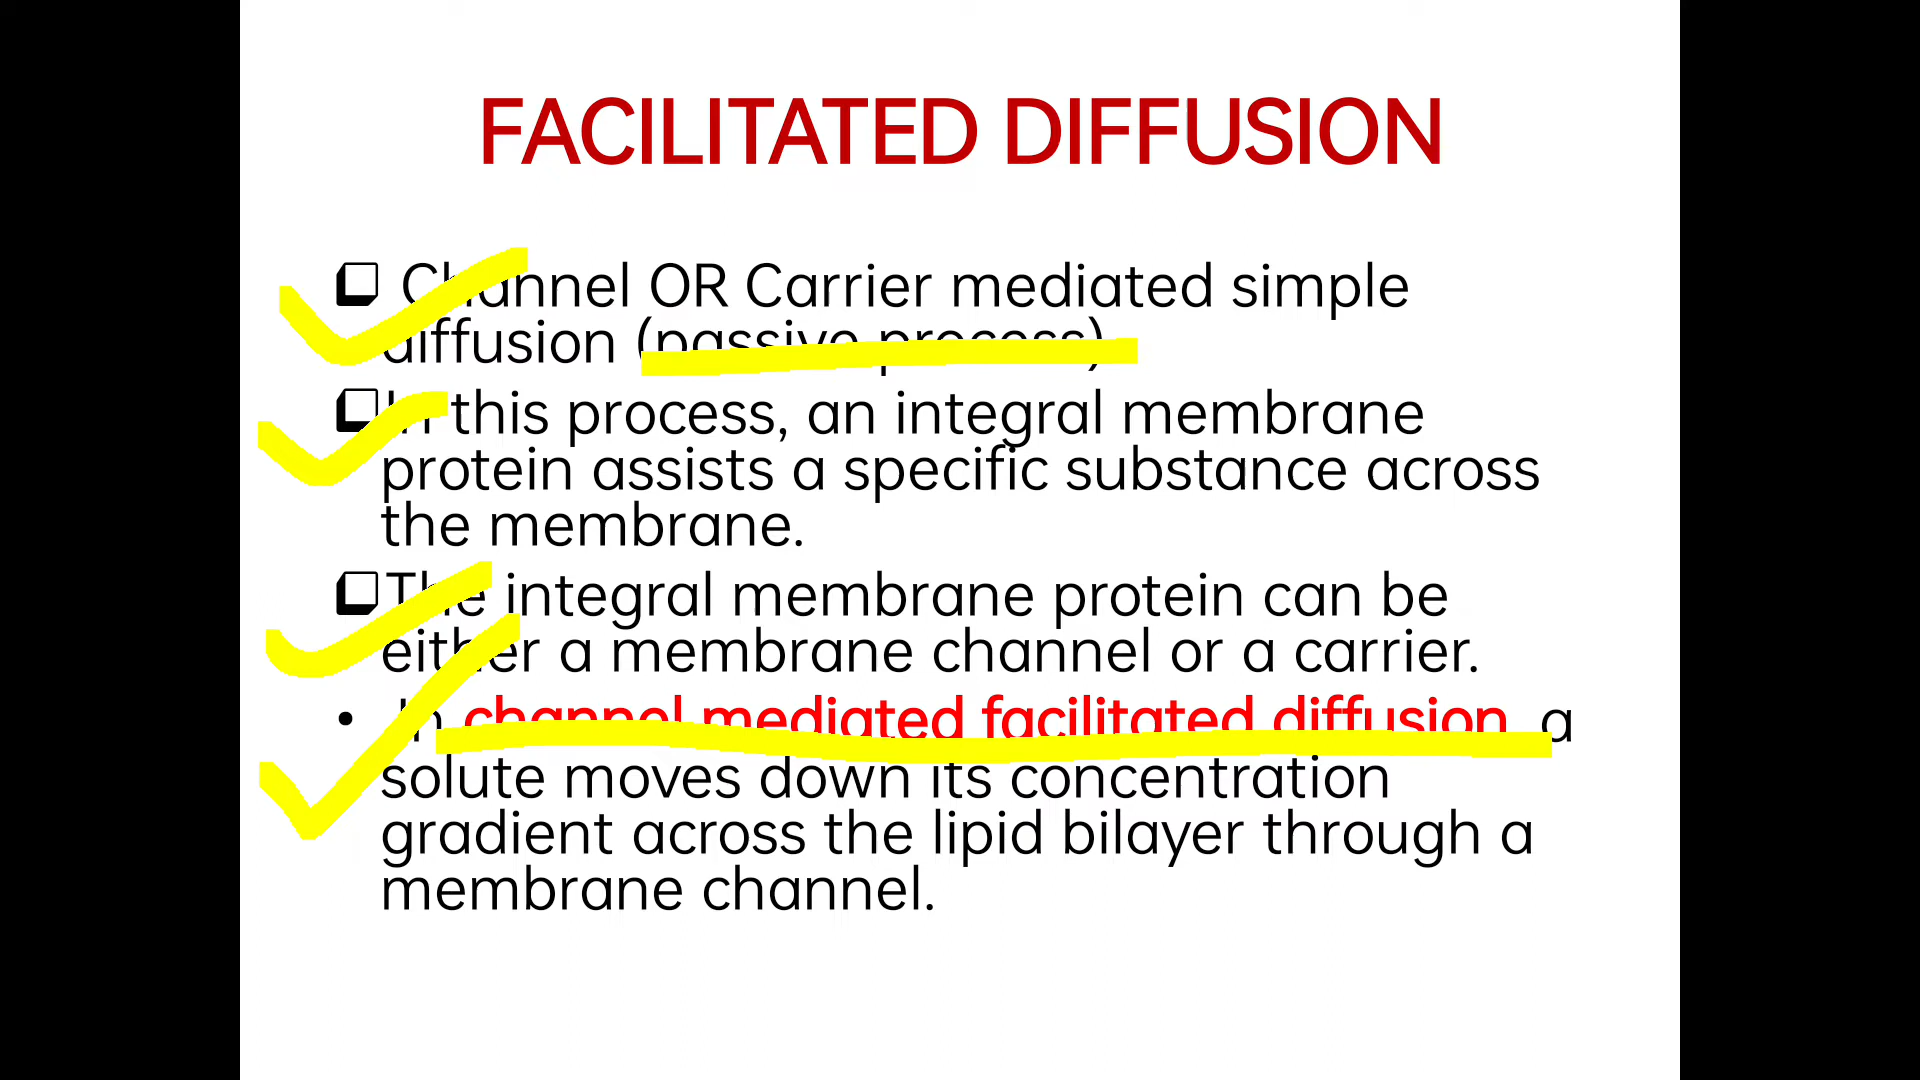 FACILITATED DIFFUSION
Channel OR Carrier mediated simple
diffusion (passive process)
In this process, an integral membrane
protein assists a specific substance across
the membrane.
The integral membrane protein can be
either a membrane channel or a carrier.
• In channel mediated facilitated diffusion, a
solute moves down its concentration
gradient across the lipid bilayer through a
membrane channel.